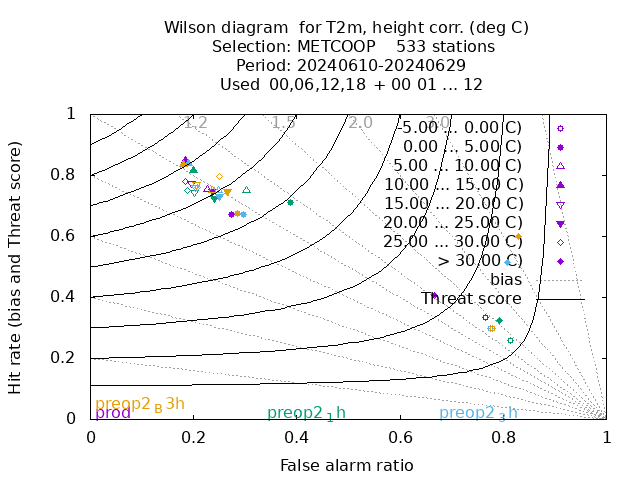 Wilson diagram  for T2m, height corr. (deg C)
Selection: METCOOP    533 stations
Period: 20240610-20240629
Used  00,06,12,18  + 00 01 ... 12
1
1.2
1.5
2.0
-5.00 ... 0.00 C)
0.00 ... 5.00 C)
5.00 ... 10.00 C)
10.00 ... 15.00 C)
15.00 ... 20.00 C)
20.00 ... 25.00 C)
25.00 ... 30.00 C)
> 30.00 C)
bias
Threat score
0.8
0.6
0.4
0.2
0
Hit rate (bias and Threat score)
preop2 B 3h
prod
preop2 1 h
preop2 3 h
0
0.2
0.4
0.6
0.8
1
False alarm ratio